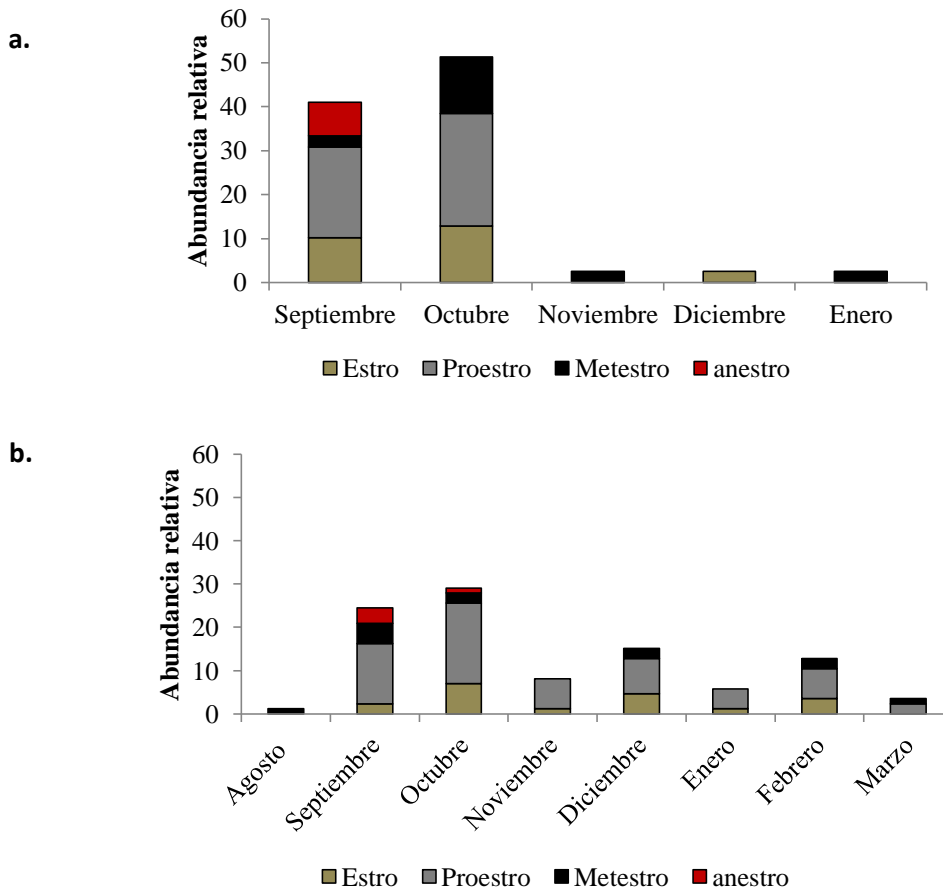 a.
Abundancia relativa
60
50
40
30
20
10
0
Septiembre Octubre Noviembre Diciembre Enero
Estro Proestro Metestro anestro
b.
Abundancia relativa
60
50
40
30
20
10
0
Agosto Septiembre Octubre Noviembre Diciembre Enero Febrero Marzo
Estro Proestro Metestro anestro